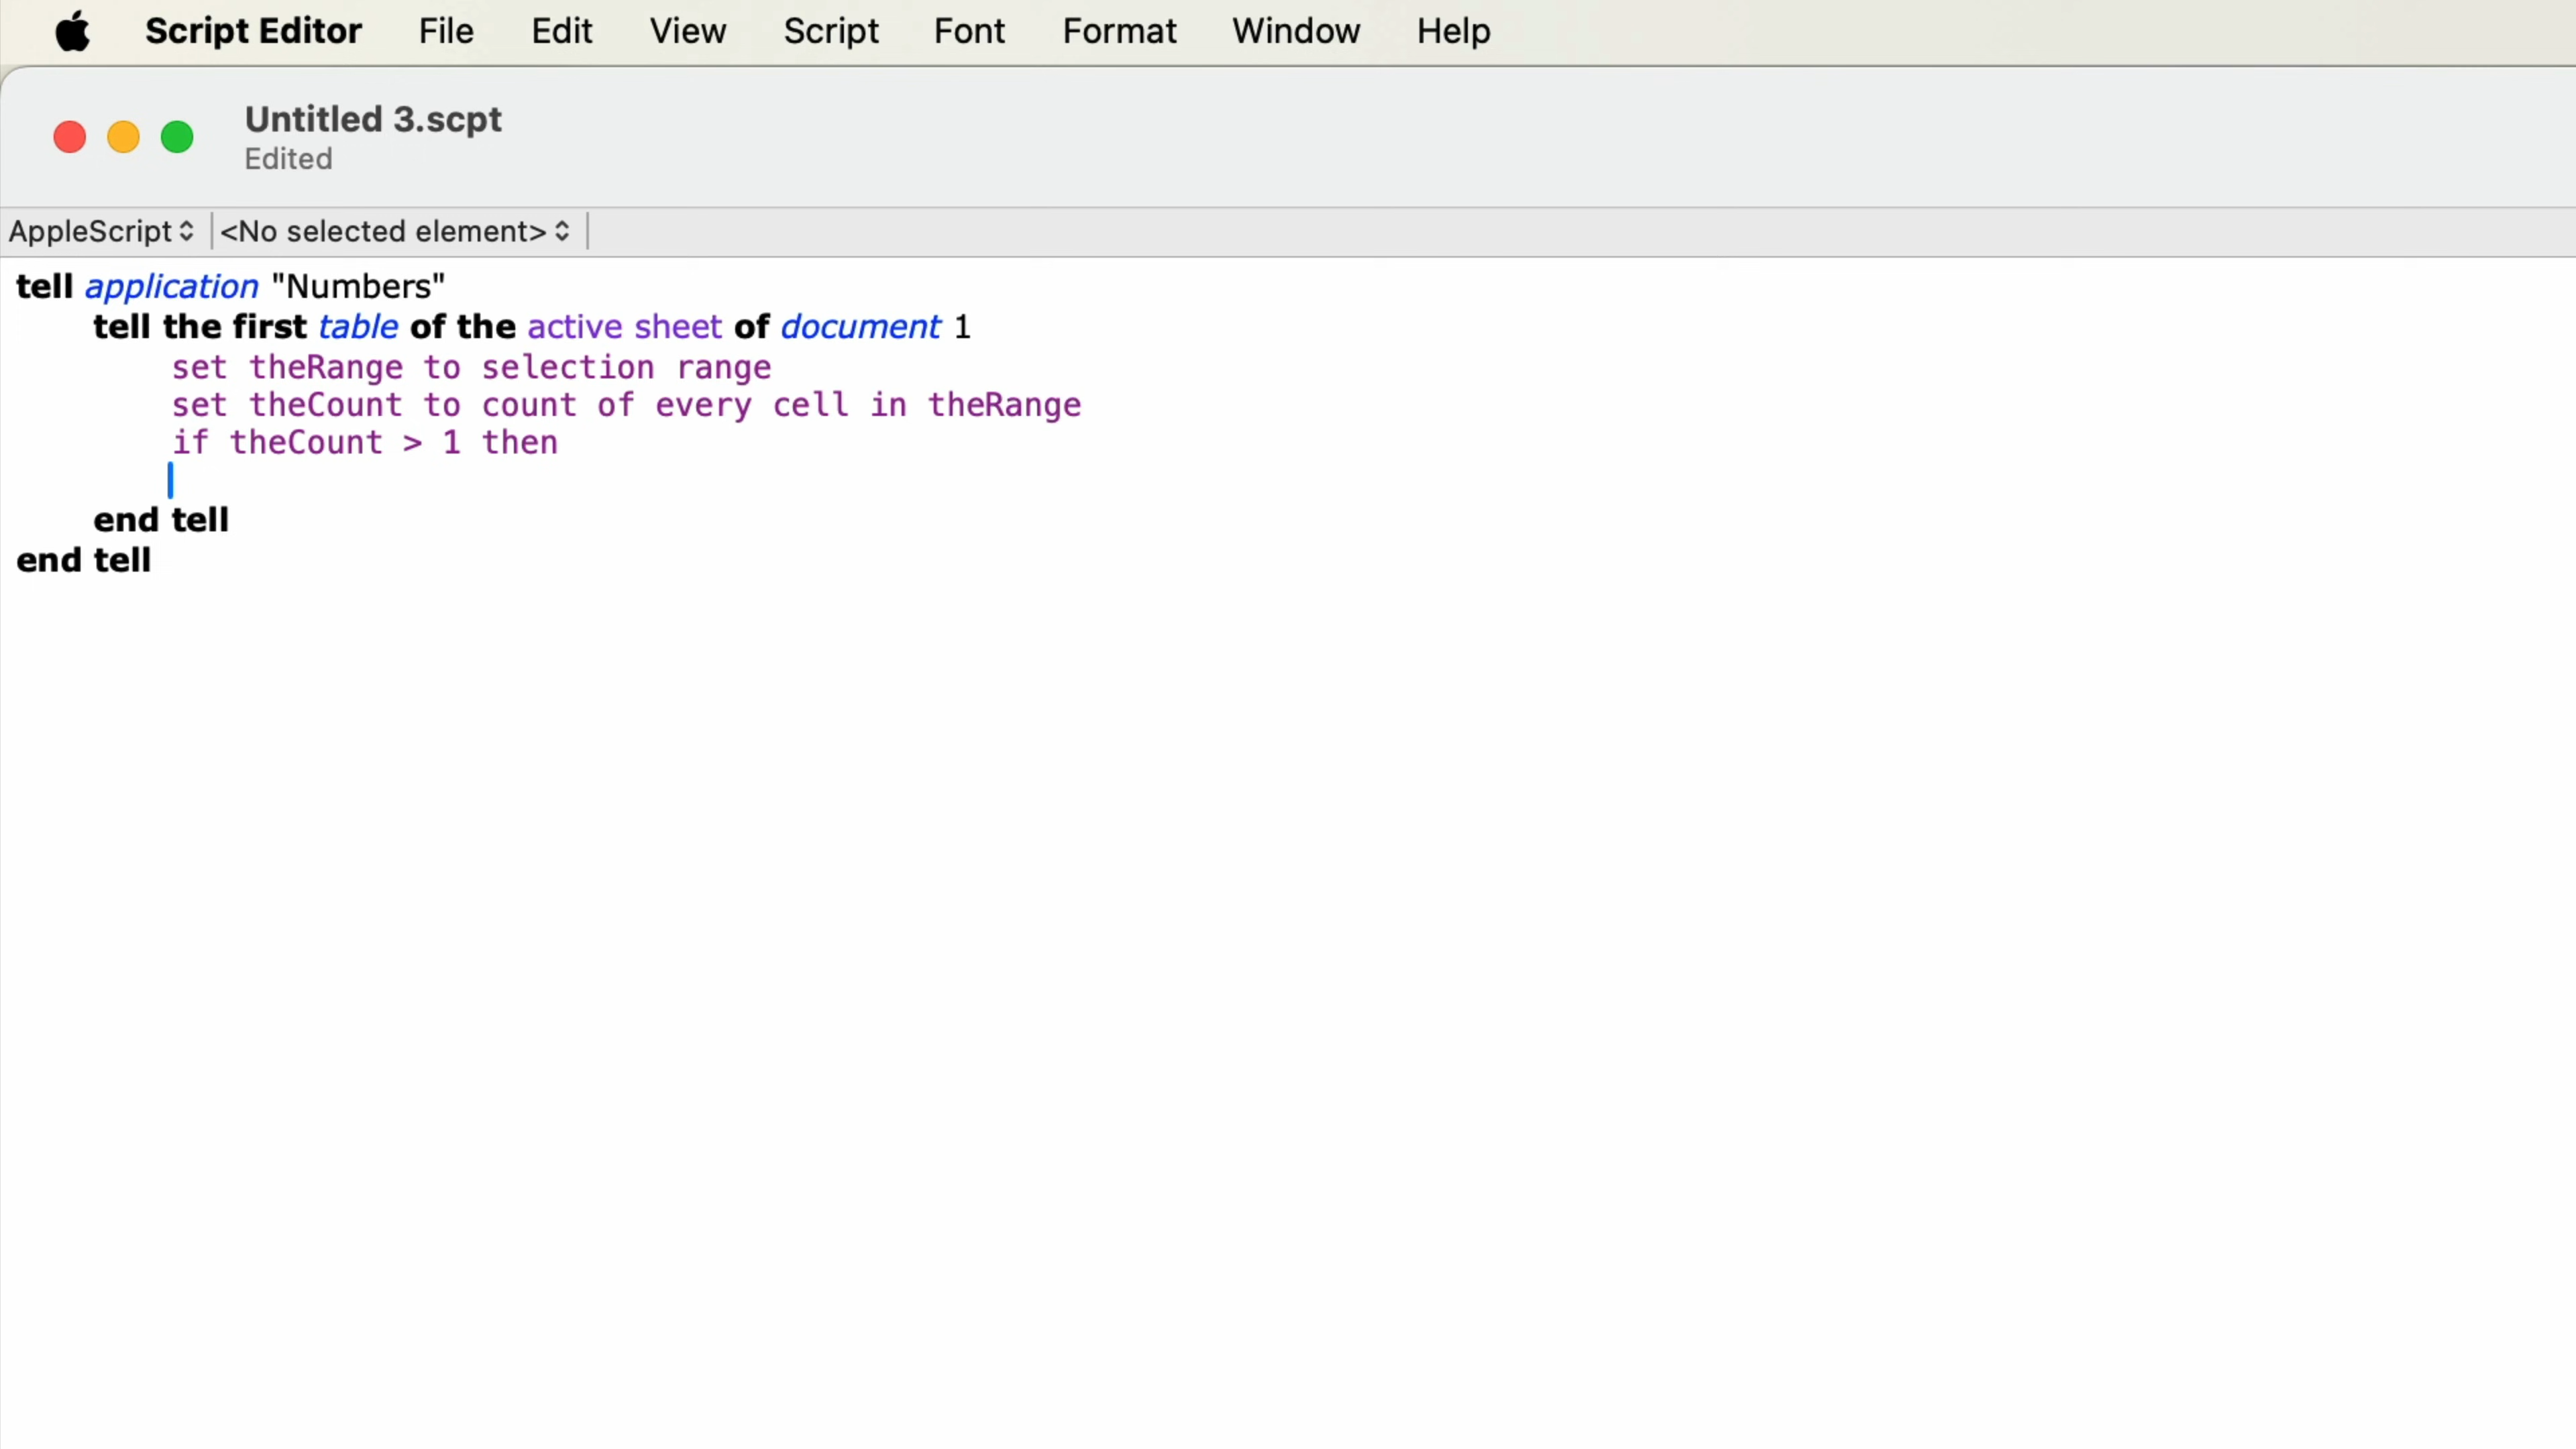 Script Editor File Edit View Script Font Format Window Help
Untitled 3.scpt
Edited
AppleScript <No selected element>
tell application "Numbers"
tell the first table of the active sheet of document 1
set theRange to selection range
set theCount to count of every cell in theRange
if theCount > 1 then
end tell
end tell